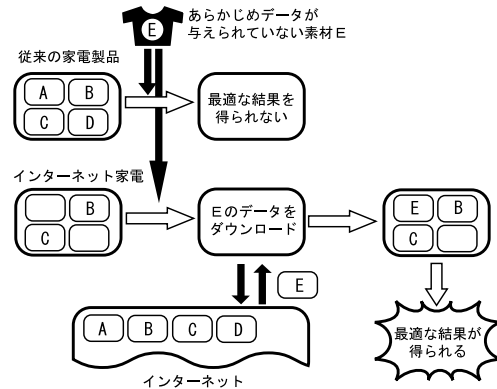 E
あらかじめデータが
与えられていない素材E
従来の家電製品
A B
C D
最適な結果を
得られない
インターネット家電
B
C
Eのデータを
ダウンロード
E B
C
E
A B C D
最適な結果が
得られる
インターネット